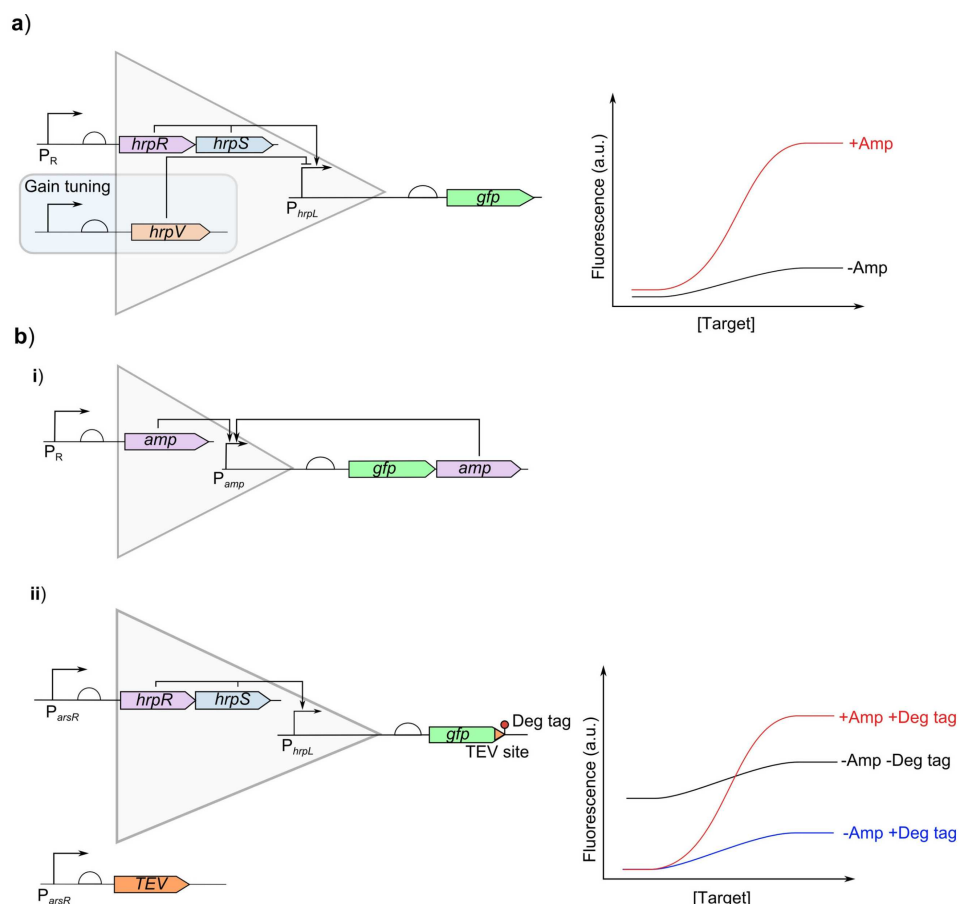 a)
P_R
hrpR
hrpS
Gain tuning
hrpV
P_hrpL
gfp
Fluorescence (a.u.)
+Amp
-Amp
[Target]
b)
i)
P_R
amp
P_amp
gfp
amp
ii)
P_arsR
hrpR
hrpS
P_hrpL
gfp
Deg tag
TEV site
P_arsR
TEV
Fluorescence (a.u.)
+Amp +Deg tag
-Amp -Deg tag
-Amp +Deg tag
[Target]